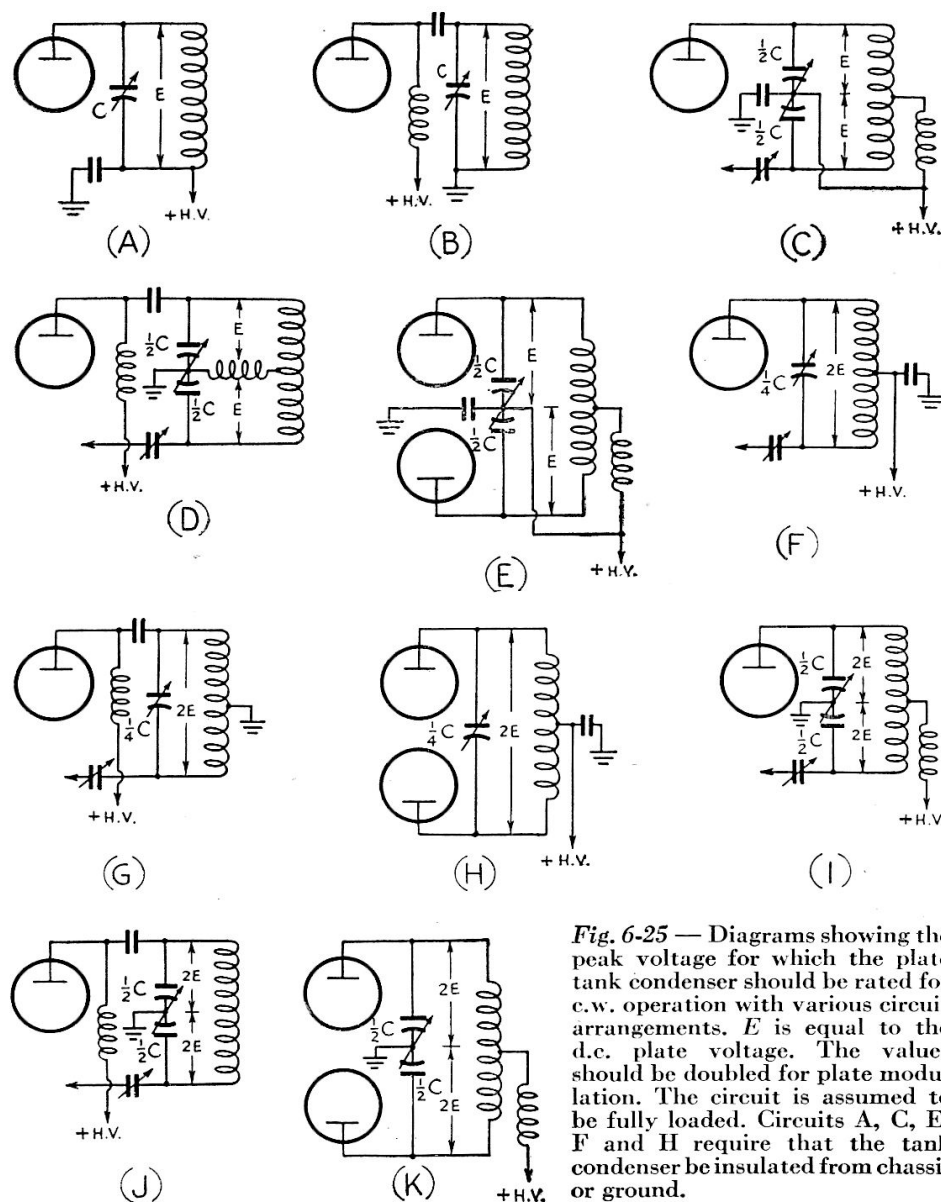 C
E
+ H.V.
(A)
C
E
+ H.V.
(B)
½C
½C
E
E
+ H.V.
(C)
½C
½C
E
E
+ H.V.
(D)
½C
½C
E
E
+ H.V.
(E)
¼C
2E
+ H.V.
(F)
¼C
2E
+ H.V.
(G)
¼C
2E
+ H.V.
(H)
½C
½C
2E
2E
+ H.V.
(I)
½C
½C
2E
2E
+ H.V.
(J)
½C
½C
2E
2E
+ H.V.
(K)
Fig. 6-25 — Diagrams showing the
peak voltage for which the plate
tank condenser should be rated fo
c.w. operation with various circui
arrangements. E is equal to the
d.c. plate voltage. The value
should be doubled for plate modu
lation. The circuit is assumed to
be fully loaded. Circuits A, C, E
F and H require that the tank
condenser be insulated from chassi
or ground.